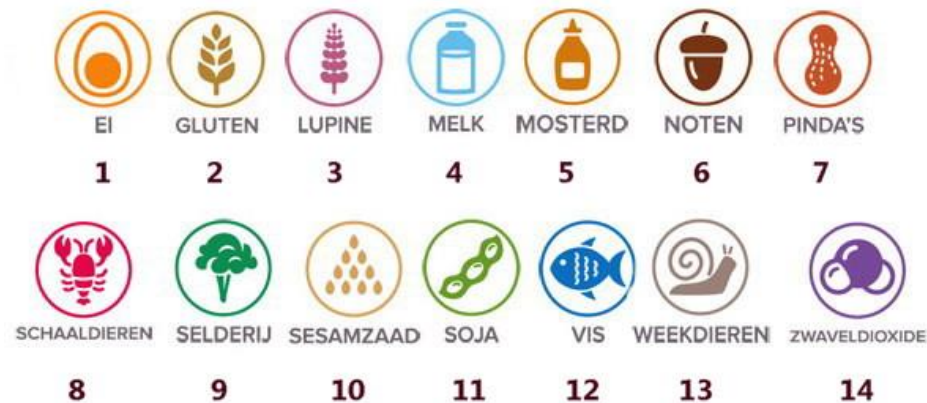 EI GLUTEN LUPINE MELK MOSTERD NOTEN PINDA'S
1 2 3 4 5 6 7
SCHAALDIEREN SELDERIJ SESAMZAAD SOJA VIS WEEKDIEREN ZWAVELDIOXIDE
8 9 10 11 12 13 14